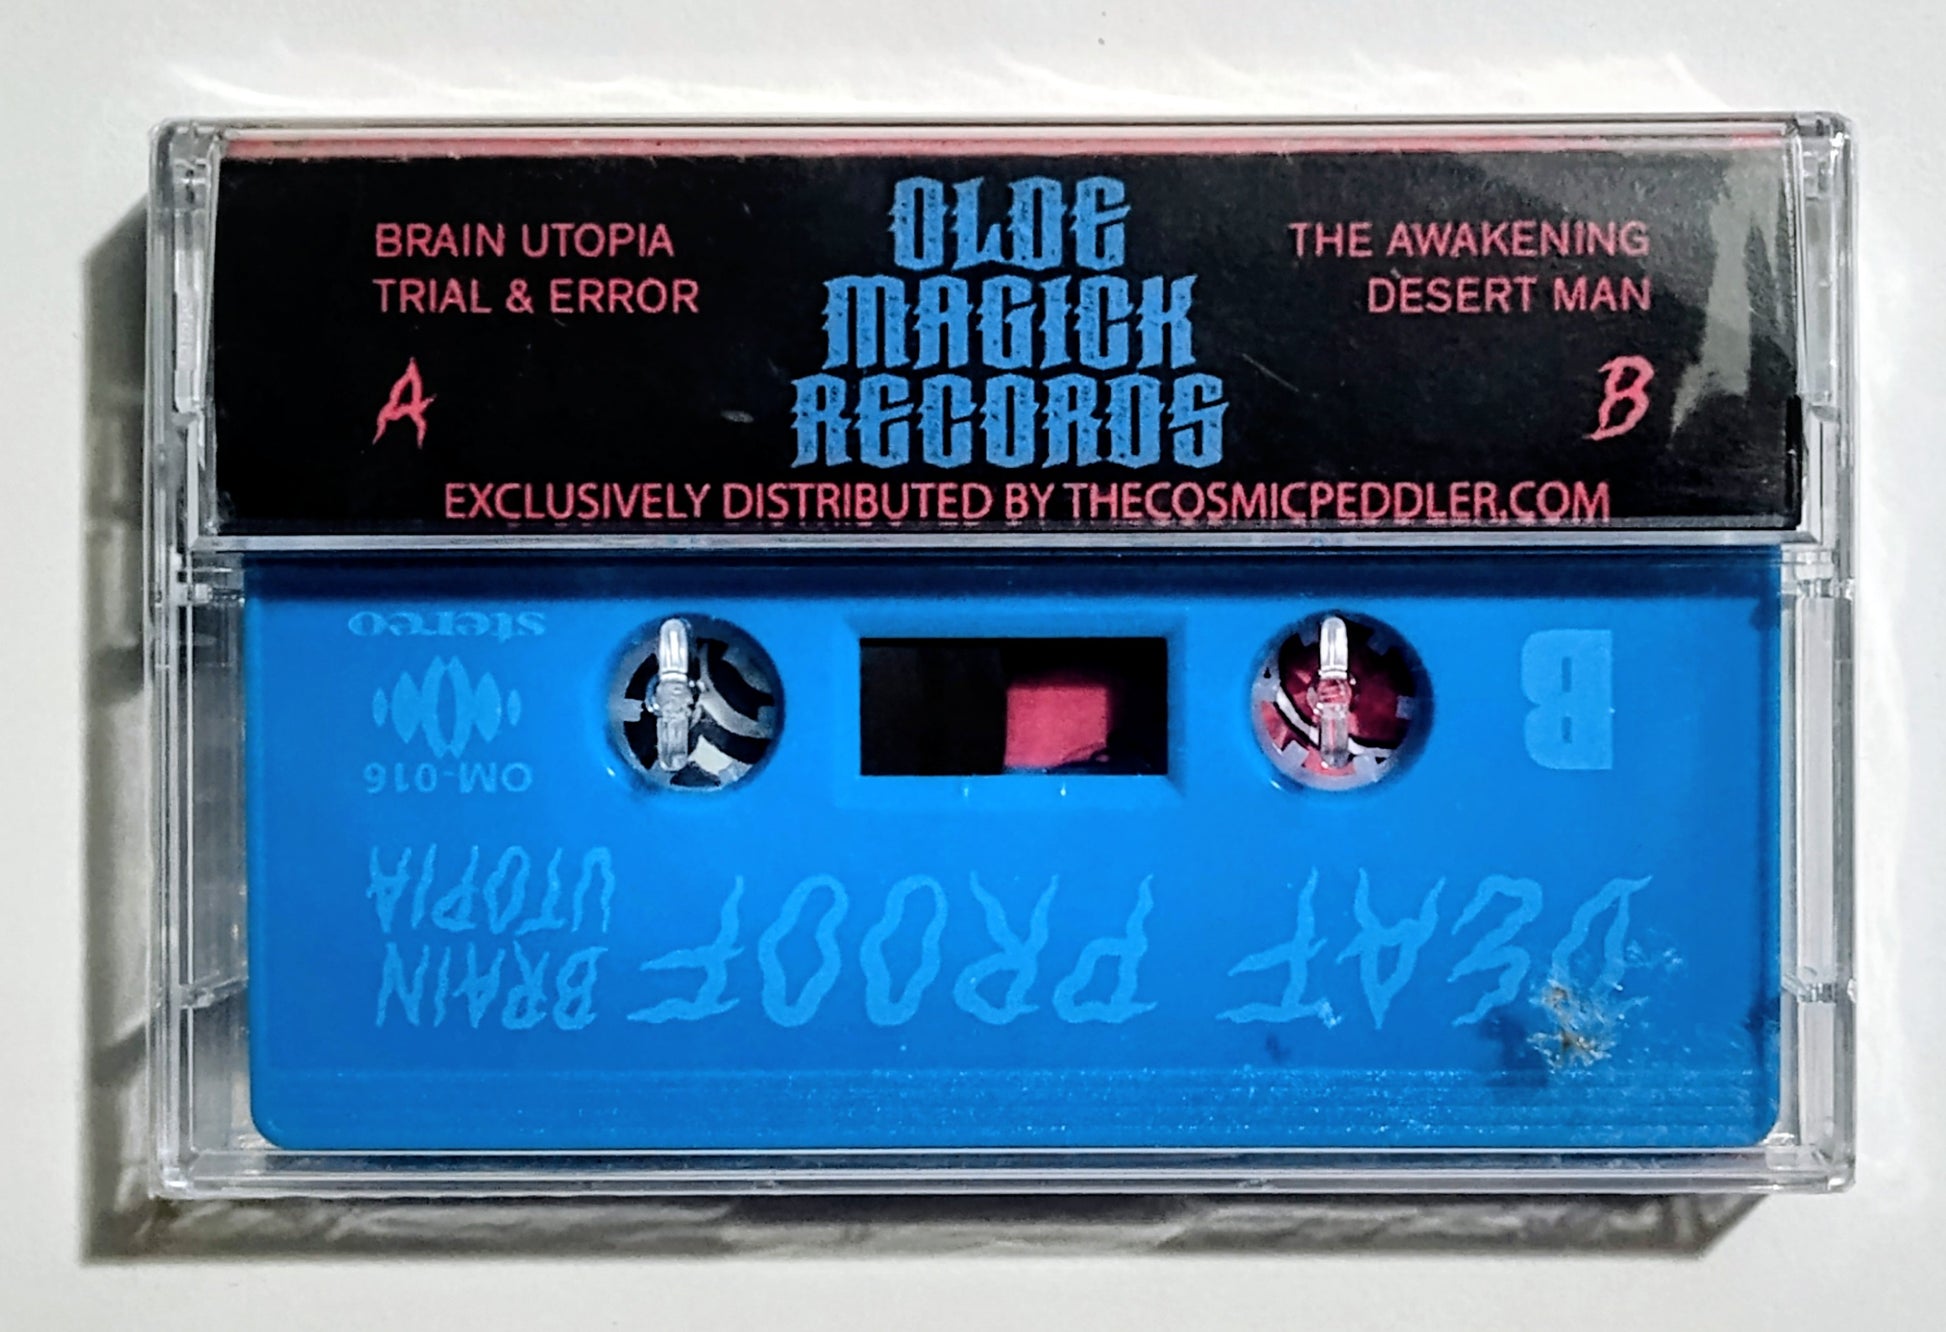 BRAIN UTOPIA
TRIAL & ERROR
A
OLDE
MAGICK
RECORDS
THE AWAKENING
DESERT MAN
B
EXCLUSIVELY DISTRIBUTED BY THECOSMICPEDDLER.COM
DEAF PROOF
BRAIN
UTOPIA
B
OM-016
stereo